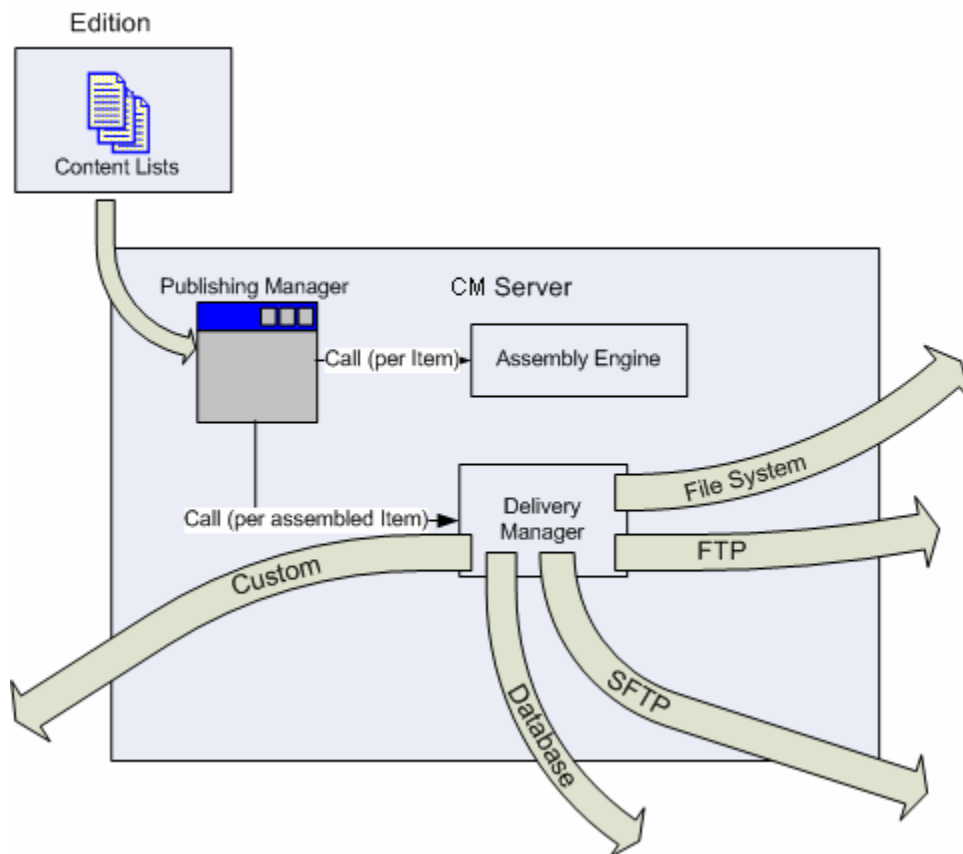 Edition
Content Lists
Publishing Manager
CM Server
Call (per Item)
Assembly Engine
File System
Delivery
Manager
Call (per assembled Item)
FTP
Custom
SFTP
Database